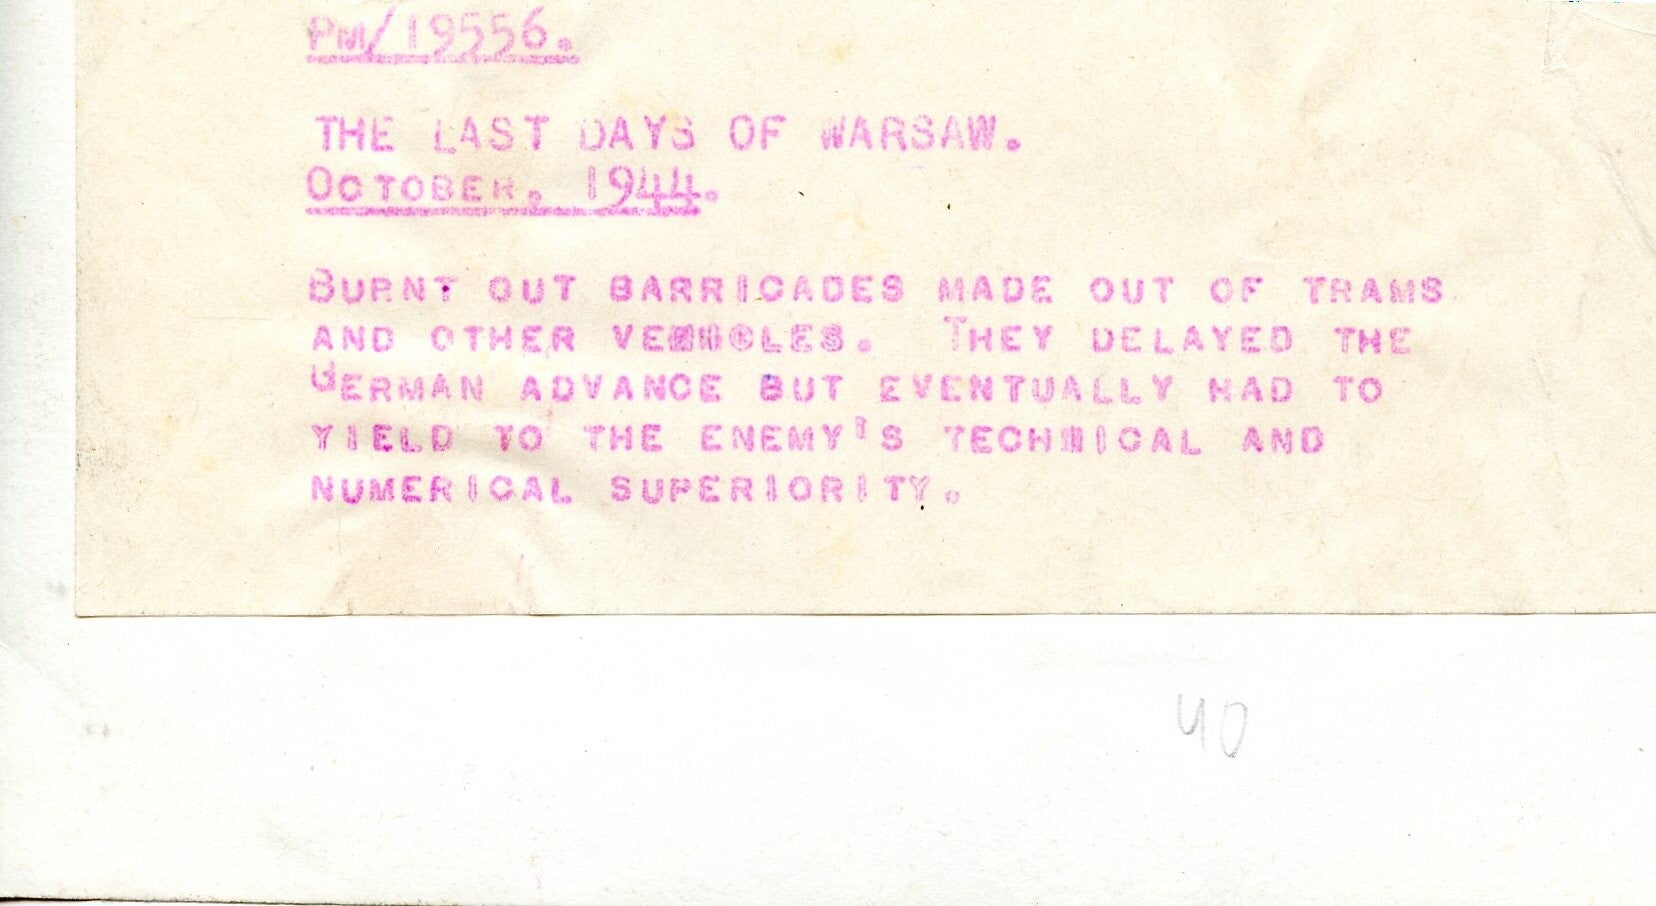 PM/19556.
THE LAST DAYS OF WARSAW.
OCTOBER, 1944.
BURNT OUT BARRICADES MADE OUT OF TRAMS
AND OTHER VEHICLES. THEY DELAYED THE
GERMAN ADVANCE BUT EVENTUALLY HAD TO
YIELD TO THE ENEMY'S TECHNICAL AND
NUMERICAL SUPERIORITY.
40